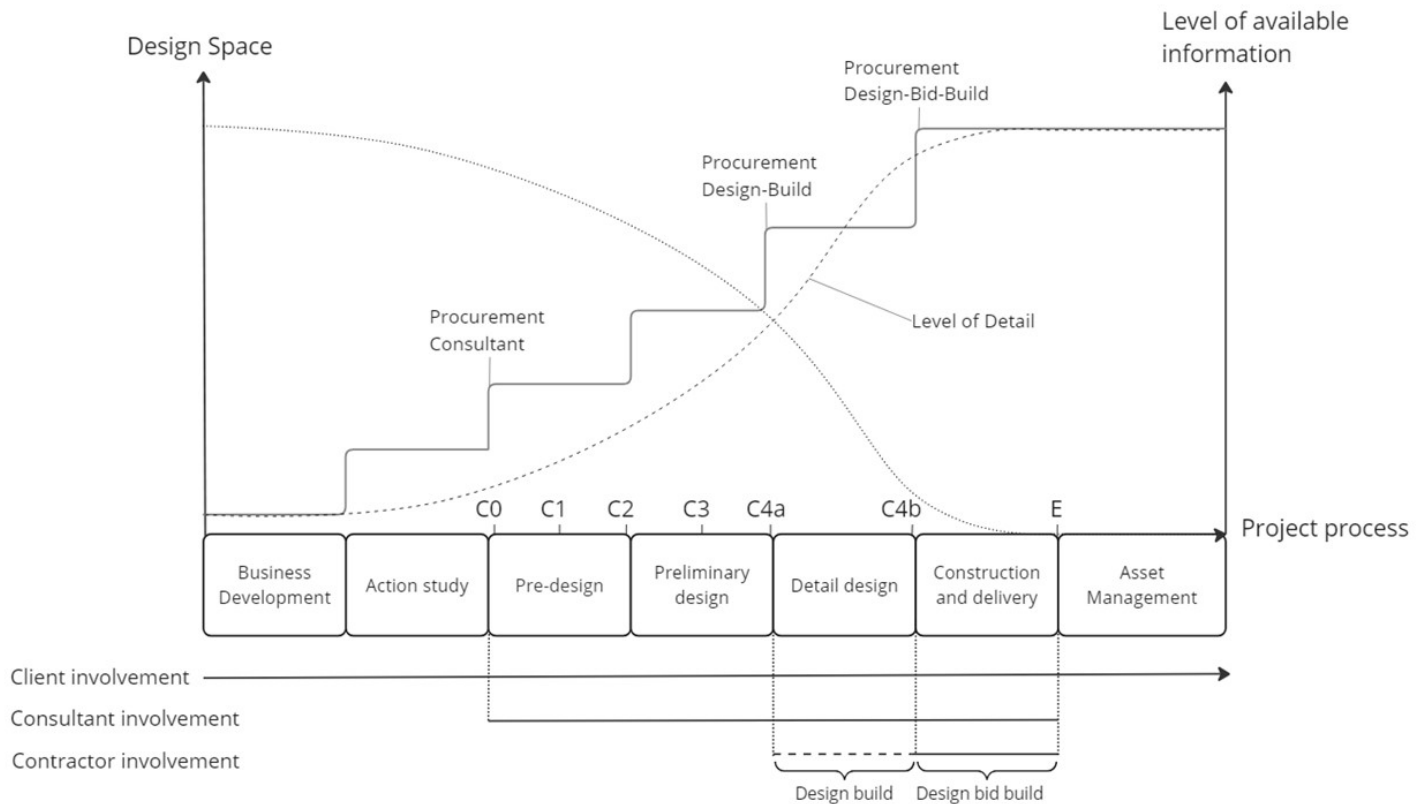 Design Space
Level of available
information
Procurement
Design-Bid-Build
Procurement
Design-Build
Procurement
Consultant
Level of Detail
C0
C1
C2
C3
C4a
C4b
E
Project process
Business
Development
Action study
Pre-design
Preliminary
design
Detail design
Construction
and delivery
Asset
Management
Client involvement
Consultant involvement
Contractor involvement
Design build
Design bid build